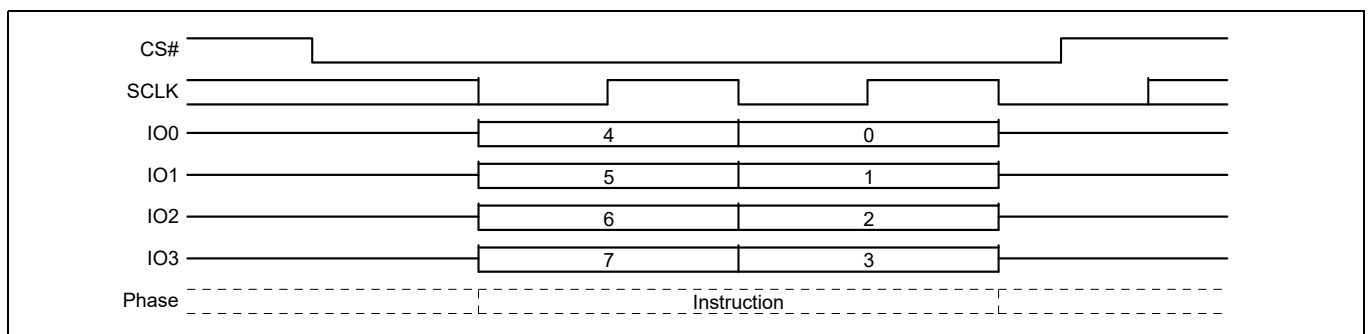 CS#
SCLK
IO0 4 0
IO1 5 1
IO2 6 2
IO3 7 3
Phase Instruction